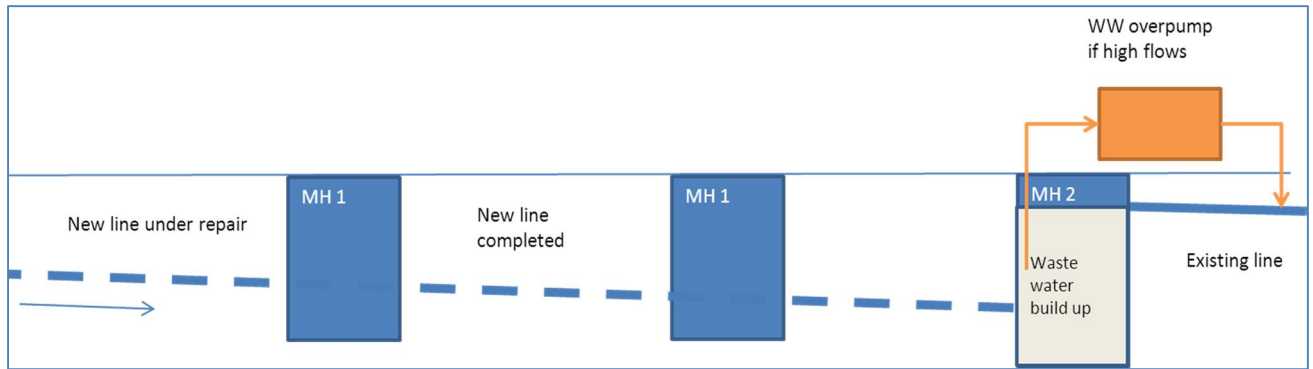 WW overpump
if high flows
MH 1
MH 1
MH 2
New line under repair
New line
completed
Waste
water
build up
Existing line